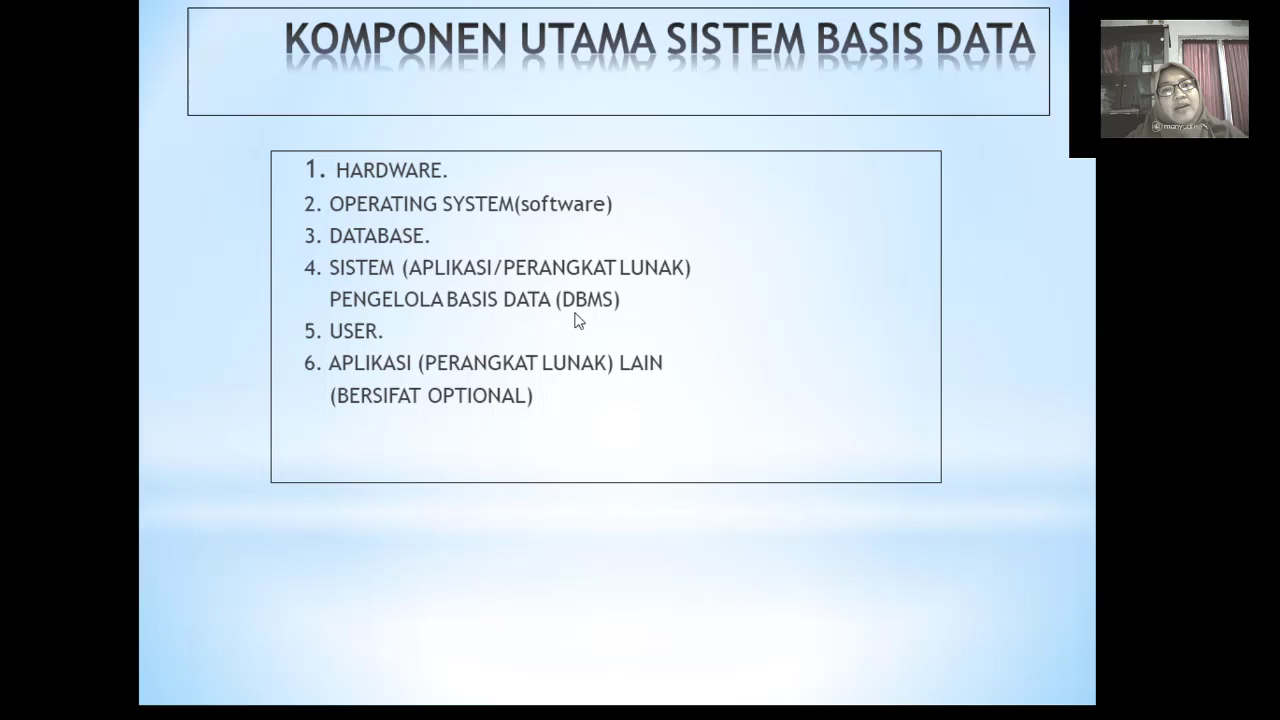 KOMPONEN UTAMA SISTEM BASIS DATA
1. HARDWARE.
2. OPERATING SYSTEM(software)
3. DATABASE.
4. SISTEM (APLIKASI/PERANGKAT LUNAK)
PENGELOLA BASIS DATA (DBMS)
5. USER.
6. APLIKASI (PERANGKAT LUNAK) LAIN
(BERSIFAT OPTIONAL)